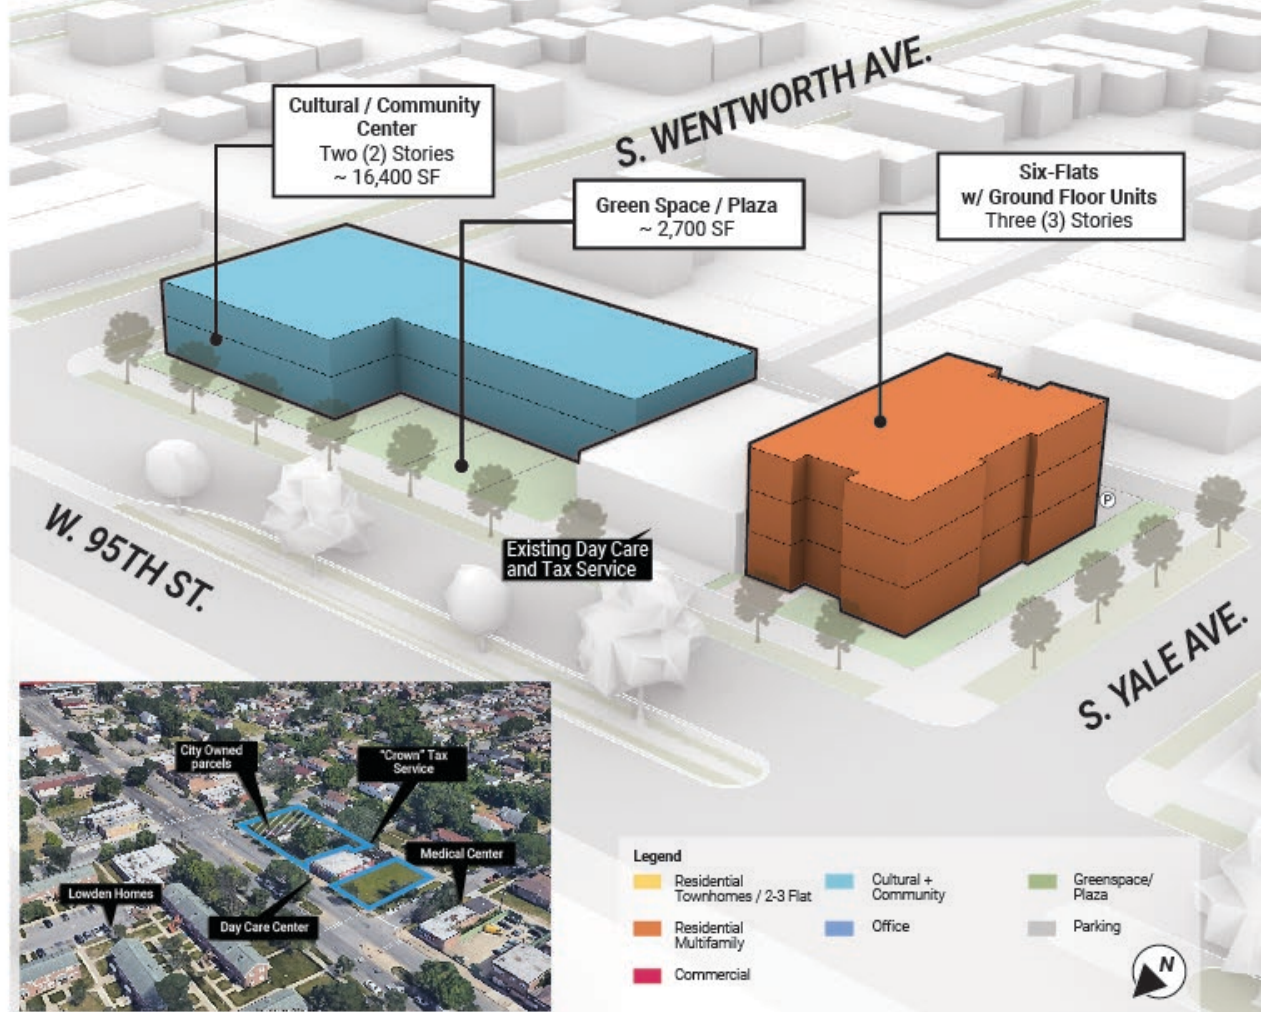 S. WENTWORTH AVE.
Cultural / Community
Center
Two (2) Stories
~ 16,400 SF
Green Space / Plaza
~ 2,700 SF
Six-Flats
w/ Ground Floor Units
Three (3) Stories
P
Existing Day Care
and Tax Service
W. 95TH ST.
S. YALE AVE.
City Owned
parcels
"Crown" Tax
Service
Medical Center
Lowden Homes
Day Care Center
Legend
Residential
Townhomes / 2-3 Flat
Residential
Multifamily
Commercial
Cultural +
Community
Office
Greenspace/
Plaza
Parking
N